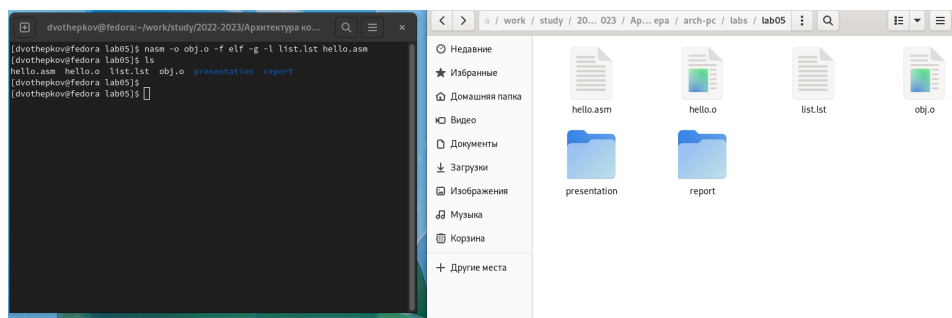 dvothepkov@fedora:~/work/study/2022-2023/Архитектура ко...
[dvothepkov@fedora lab05]$ nasm -o obj.o -f elf -g -l list.lst hello.asm
[dvothepkov@fedora lab05]$ ls
hello.asm hello.o list.lst obj.o presentation report
[dvothepkov@fedora lab05]$
[dvothepkov@fedora lab05]$
/ work / study / 20... 023 / Ap... epa / arch-pc / labs / lab05
Недавние
Избранные
Домашняя папка
Видео
Документы
Загрузки
Изображения
Музыка
Корзина
Другие места
hello.asm hello.o list.lst obj.o
presentation report